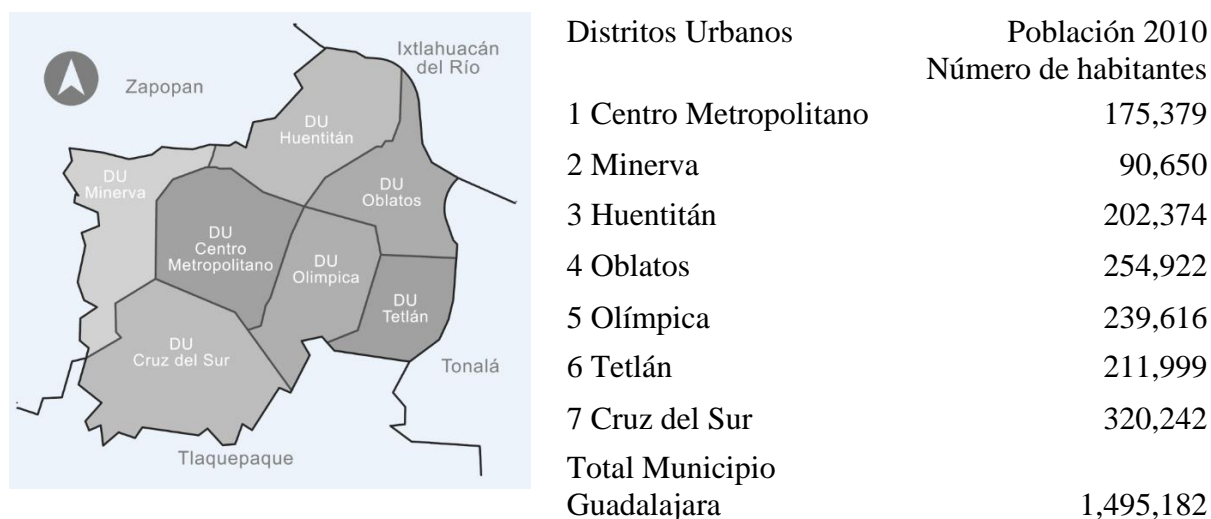 Ixtlahuacán
del Río
Zapopan
DU
Huentitán
DU
Minerva
DU
Oblatos
DU
Centro
Metropolitano
DU
Olimpica
DU
Tetlán
DU
Cruz del Sur
Tonalá
Tlaquepaque
Distritos Urbanos Población 2010
Número de habitantes
1 Centro Metropolitano 175,379
2 Minerva 90,650
3 Huentitán 202,374
4 Oblatos 254,922
5 Olímpica 239,616
6 Tetlán 211,999
7 Cruz del Sur 320,242
Total Municipio
Guadalajara 1,495,182